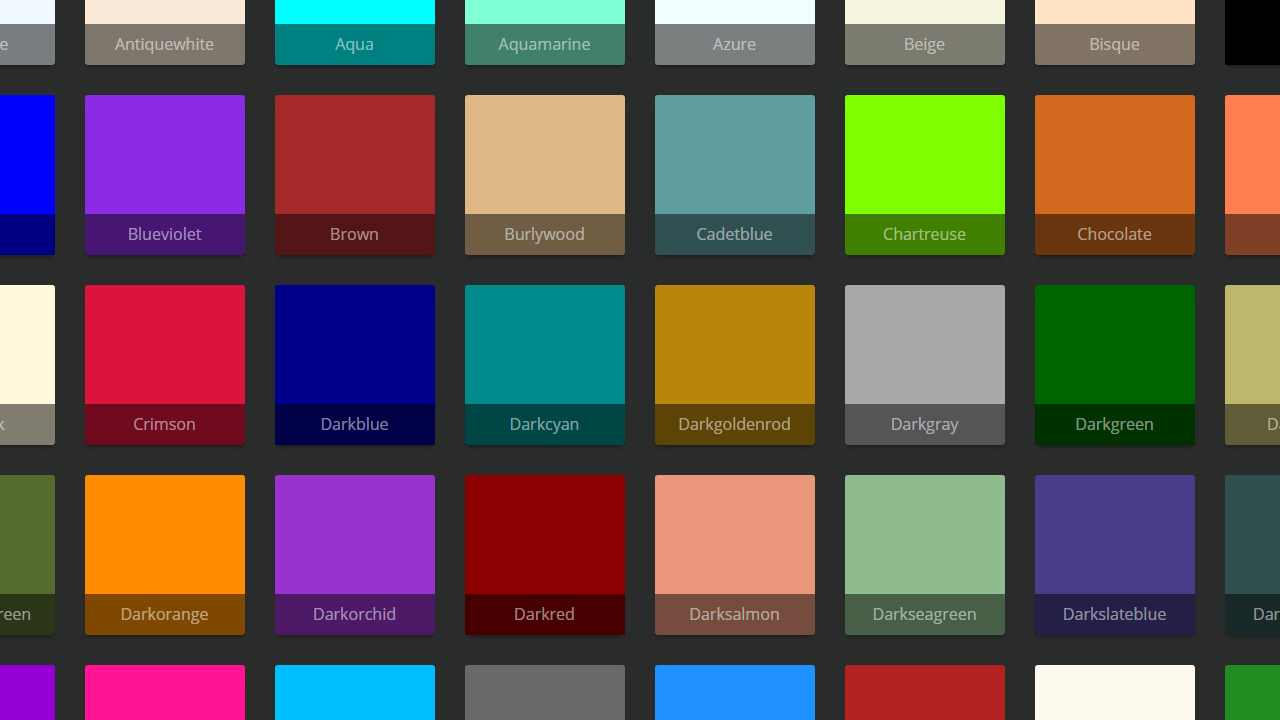 e
Antiquewhite
Aqua
Aquamarine
Azure
Beige
Bisque
Blueviolet
Brown
Burlywood
Cadetblue
Chartreuse
Chocolate
k
Crimson
Darkblue
Darkcyan
Darkgoldenrod
Darkgray
Darkgreen
Da
reen
Darkorange
Darkorchid
Darkred
Darksalmon
Darkseagreen
Darkslateblue
Dar